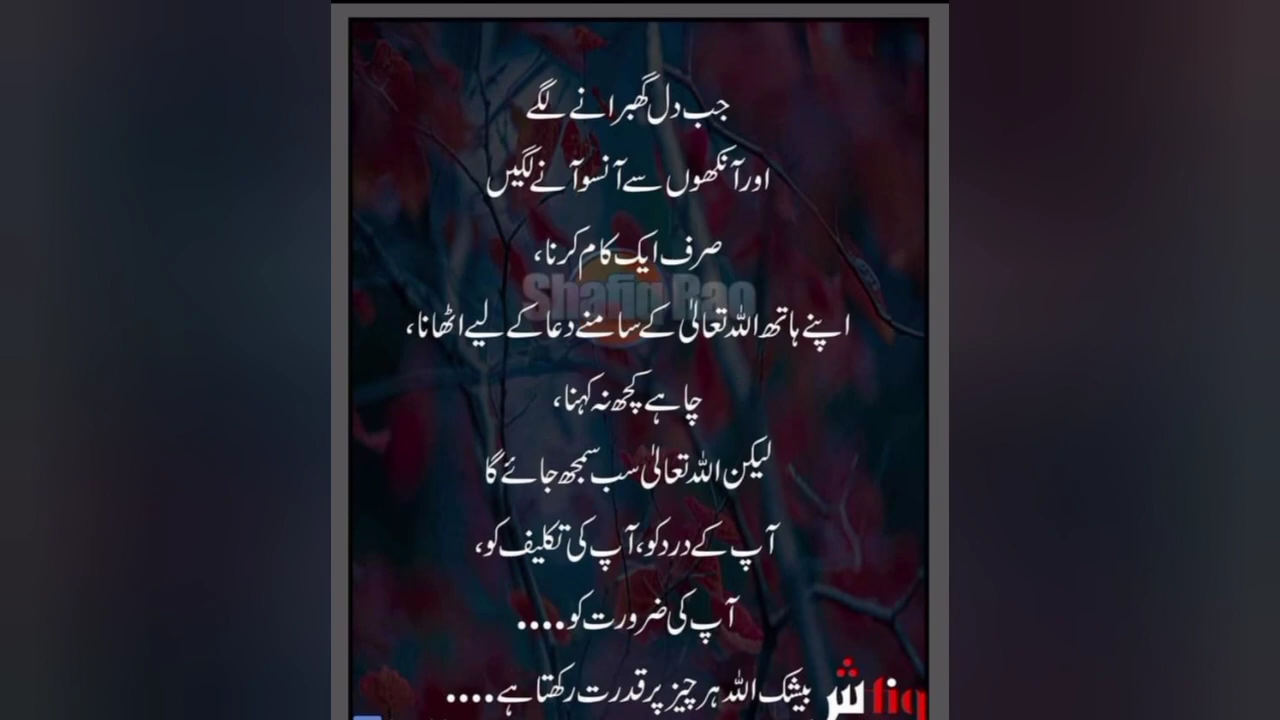 جب دل گھبرانے لگے
اور آنکھوں سے آنسو آنے لگیں
صرف ایک کام کرنا،
Shafiq Rao
اپنے ہاتھ اللہ تعالیٰ کے سامنے دعا کے لیے اٹھانا،
چاہے کچھ نہ کہنا،
لیکن اللہ تعالیٰ سب سمجھ جائے گا
آپ کے درد کو، آپ کی تکلیف کو،
آپ کی ضرورت کو....
بیشک اللہ ہر چیز پر قدرت رکھتا ہے....